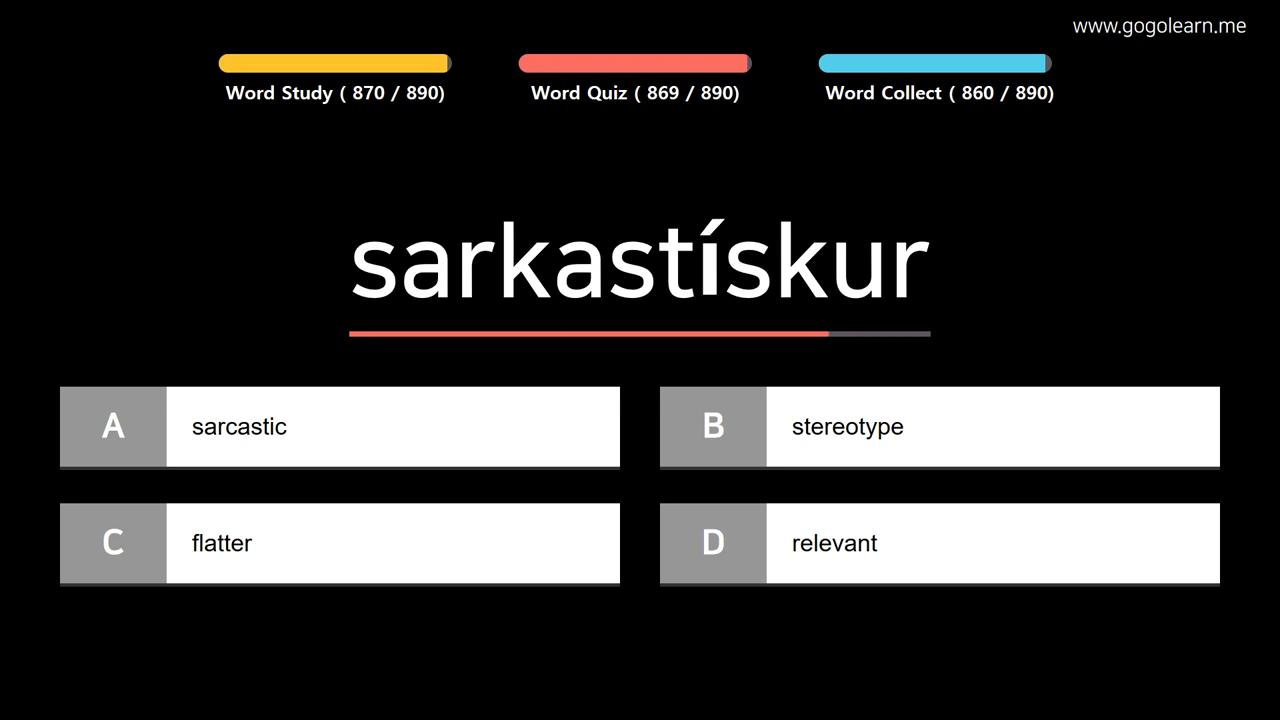 www.gogolearn.me
Word Study ( 870 / 890)
Word Quiz ( 869 / 890)
Word Collect ( 860 / 890)
sarkastískur
A sarcastic
B stereotype
C flatter
D relevant